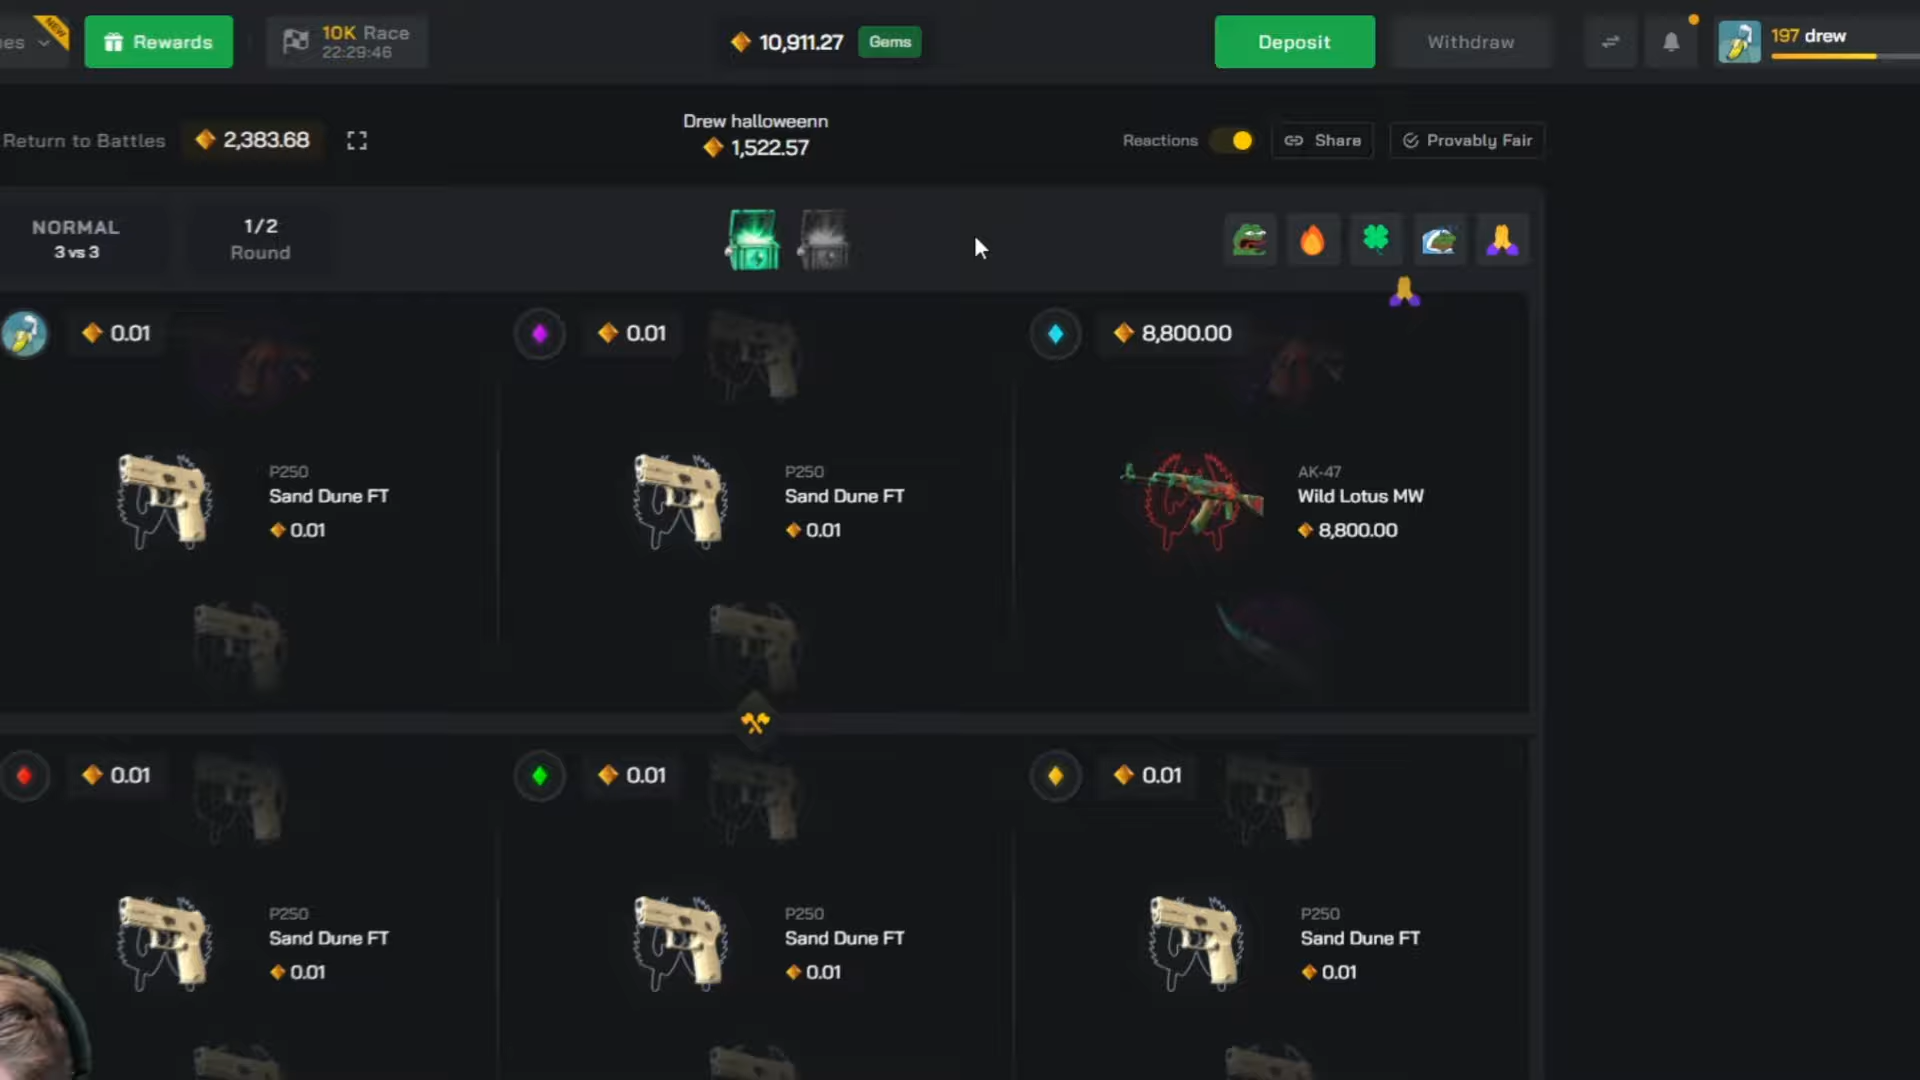 es
NEW
Rewards
10K Race
22:29:46
10,911.27
Gems
Deposit
Withdraw
197 drew
Return to Battles
2,383.68
Drew halloweenn
1,522.57
Reactions
Share
Provably Fair
NORMAL
3 vs 3
1/2
Round
0.01
0.01
8,800.00
P250
Sand Dune FT
0.01
P250
Sand Dune FT
0.01
AK-47
Wild Lotus MW
8,800.00
0.01
0.01
0.01
P250
Sand Dune FT
0.01
P250
Sand Dune FT
0.01
P250
Sand Dune FT
0.01